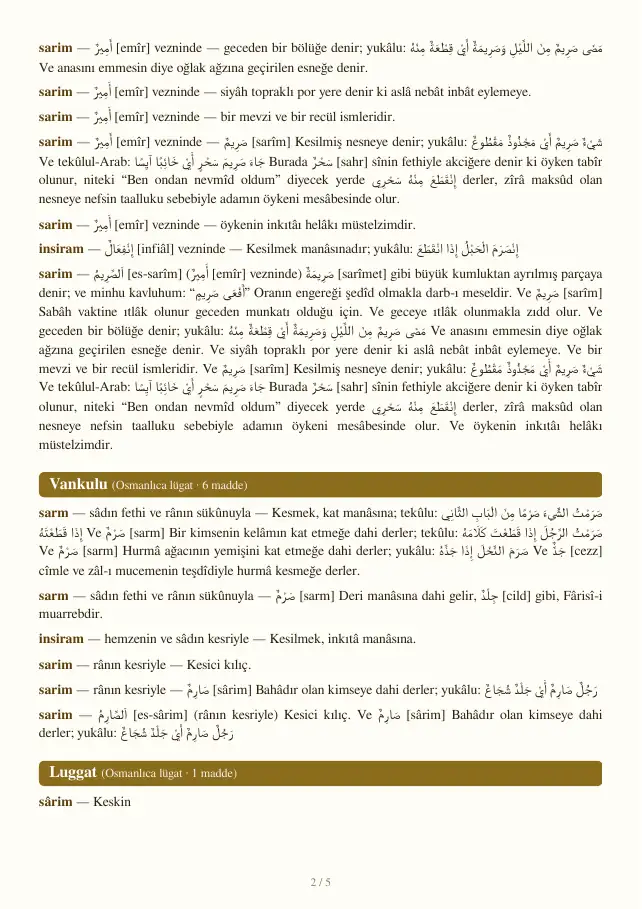 sarim — أَمِيرٌ [emîr] vezninde — geceden bir bölüğe denir; yukâlu: مَضَى صَرِيمٌ مِنَ اللَّيْلِ وَصَرِيمَةٌ أَيْ قِطْعَةٌ مِنْهُ
Ve anasını emmesin diye oğlak ağzına geçirilen esneğe denir.
sarim — أَمِيرٌ [emîr] vezninde — siyâh topraklı por yere denir ki aslâ nebât inbât eylemeye.
sarim — أَمِيرٌ [emîr] vezninde — bir mevzi ve bir recül ismleridir.
sarim — أَمِيرٌ [emîr] vezninde — صَرِيمٌ [sarîm] Kesilmiş nesneye denir; yukâlu: شَيْءٌ صَرِيمٌ أَيْ مَجْذُوذٌ مَقْطُوعٌ
Ve tekûlul-Arab: جَاءَ صَرِيمَ سَحْرٍ أَيْ خَائِبًا آيِسًا Burada سَحْرٌ [sahr] sînin fethiyle akciğere denir ki öyken tabîr
olunur, niteki “Ben ondan nevmîd oldum” diyecek yerde إِنْقَطَعَ مِنْهُ سَحْرِي derler, zîrâ maksûd olan
nesneye nefsin taalluku sebebiyle adamın öykeni mesâbesinde olur.
sarim — أَمِيرٌ [emîr] vezninde — öykenin inkıtâı helâkı müstelzimdir.
insiram — إِنْفِعَالٌ [infiâl] vezninde — Kesilmek manâsınadır; yukâlu: إِنْصَرَمَ الْحَبْلُ إِذَا انْقَطَعَ
sarim — اَلصَّرِيمُ [es-sarîm] (أَمِيرٌ [emîr] vezninde) صَرِيمَةٌ [sarîmet] gibi büyük kumluktan ayrılmış parçaya
denir; ve minhu kavluhum: “أَفْعَى صَرِيمٍ” Oranın engereği şedîd olmakla darb-ı meseldir. Ve صَرِيمٌ [sarîm]
Sabâh vaktine ıtlâk olunur geceden munkatı olduğu için. Ve geceye ıtlâk olunmakla zıdd olur. Ve
geceden bir bölüğe denir; yukâlu: مَضَى صَرِيمٌ مِنَ اللَّيْلِ وَصَرِيمَةٌ أَيْ قِطْعَةٌ مِنْهُ Ve anasını emmesin diye oğlak
ağzına geçirilen esneğe denir. Ve siyâh topraklı por yere denir ki aslâ nebât inbât eylemeye. Ve bir
mevzi ve bir recül ismleridir. Ve صَرِيمٌ [sarîm] Kesilmiş nesneye denir; yukâlu: شَيْءٌ صَرِيمٌ أَيْ مَجْذُوذٌ مَقْطُوعٌ
Ve tekûlul-Arab: جَاءَ صَرِيمَ سَحْرٍ أَيْ خَائِبًا آيِسًا Burada سَحْرٌ [sahr] sînin fethiyle akciğere denir ki öyken tabîr
olunur, niteki “Ben ondan nevmîd oldum” diyecek yerde إِنْقَطَعَ مِنْهُ سَحْرِي derler, zîrâ maksûd olan
nesneye nefsin taalluku sebebiyle adamın öykeni mesâbesinde olur. Ve öykenin inkıtâı helâkı
müstelzimdir.
Vankulu (Osmanlıca lügat · 6 madde)
sarm — sâdın fethi ve rânın sükûnuyla — Kesmek, kat manâsına; tekûlu: صَرَمْتُ الشَّيْءَ صَرْمًا مِنَ الْبَابِ الثَّانِي
إِذَا قَطَعْتَهُ Ve صَرْمٌ [sarm] Bir kimsenin kelâmın kat etmeğe dahi derler; tekûlu: صَرَمْتُ الرَّجُلَ إِذَا قَطَعْتَ كَلَامَهُ
Ve صَرْمٌ [sarm] Hurmâ ağacının yemişini kat etmeğe dahi derler; yukâlu: صَرَمَ النَّخْلَ إِذَا جَذَّهُ Ve جَذٌّ [cezz]
cîmle ve zâl-ı mucemenin teşdîdiyle hurmâ kesmeğe derler.
sarm — sâdın fethi ve rânın sükûnuyla — صَرْمٌ [sarm] Deri manâsına dahi gelir, جِلْدٌ [cild] gibi, Fârisî-i
muarrebdir.
insiram — hemzenin ve sâdın kesriyle — Kesilmek, inkıtâ manâsına.
sarim — rânın kesriyle — Kesici kılıç.
sarim — rânın kesriyle — صَارِمٌ [sârim] Bahâdır olan kimseye dahi derler; yukâlu: رَجُلٌ صَارِمٌ أَيْ جَلْدٌ شُجَاعٌ
sarim — اَلصَّارِمُ [es-sârim] (rânın kesriyle) Kesici kılıç. Ve صَارِمٌ [sârim] Bahâdır olan kimseye dahi
derler; yukâlu: رَجُلٌ صَارِمٌ أَيْ جَلْدٌ شُجَاعٌ
Luggat (Osmanlıca lügat · 1 madde)
sârim — Keskin
2 / 5